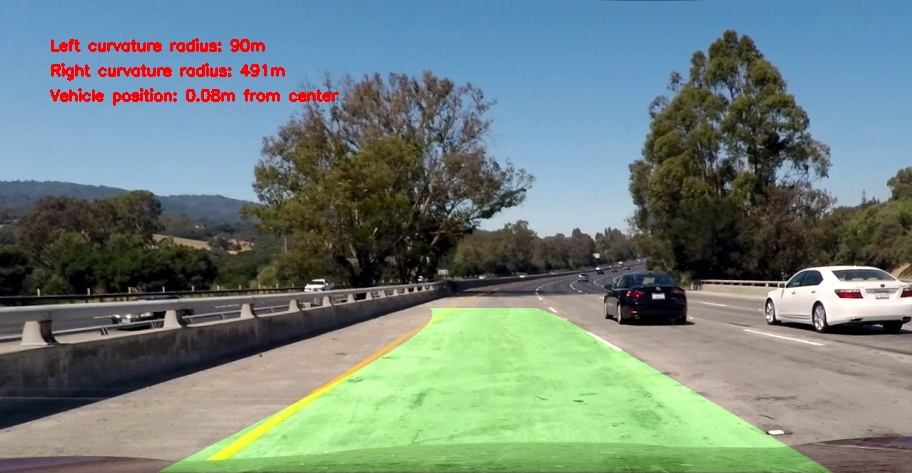 Left curvature radius: 90m
Right curvature radius: 491m
Vehicle position: 0.08m from center